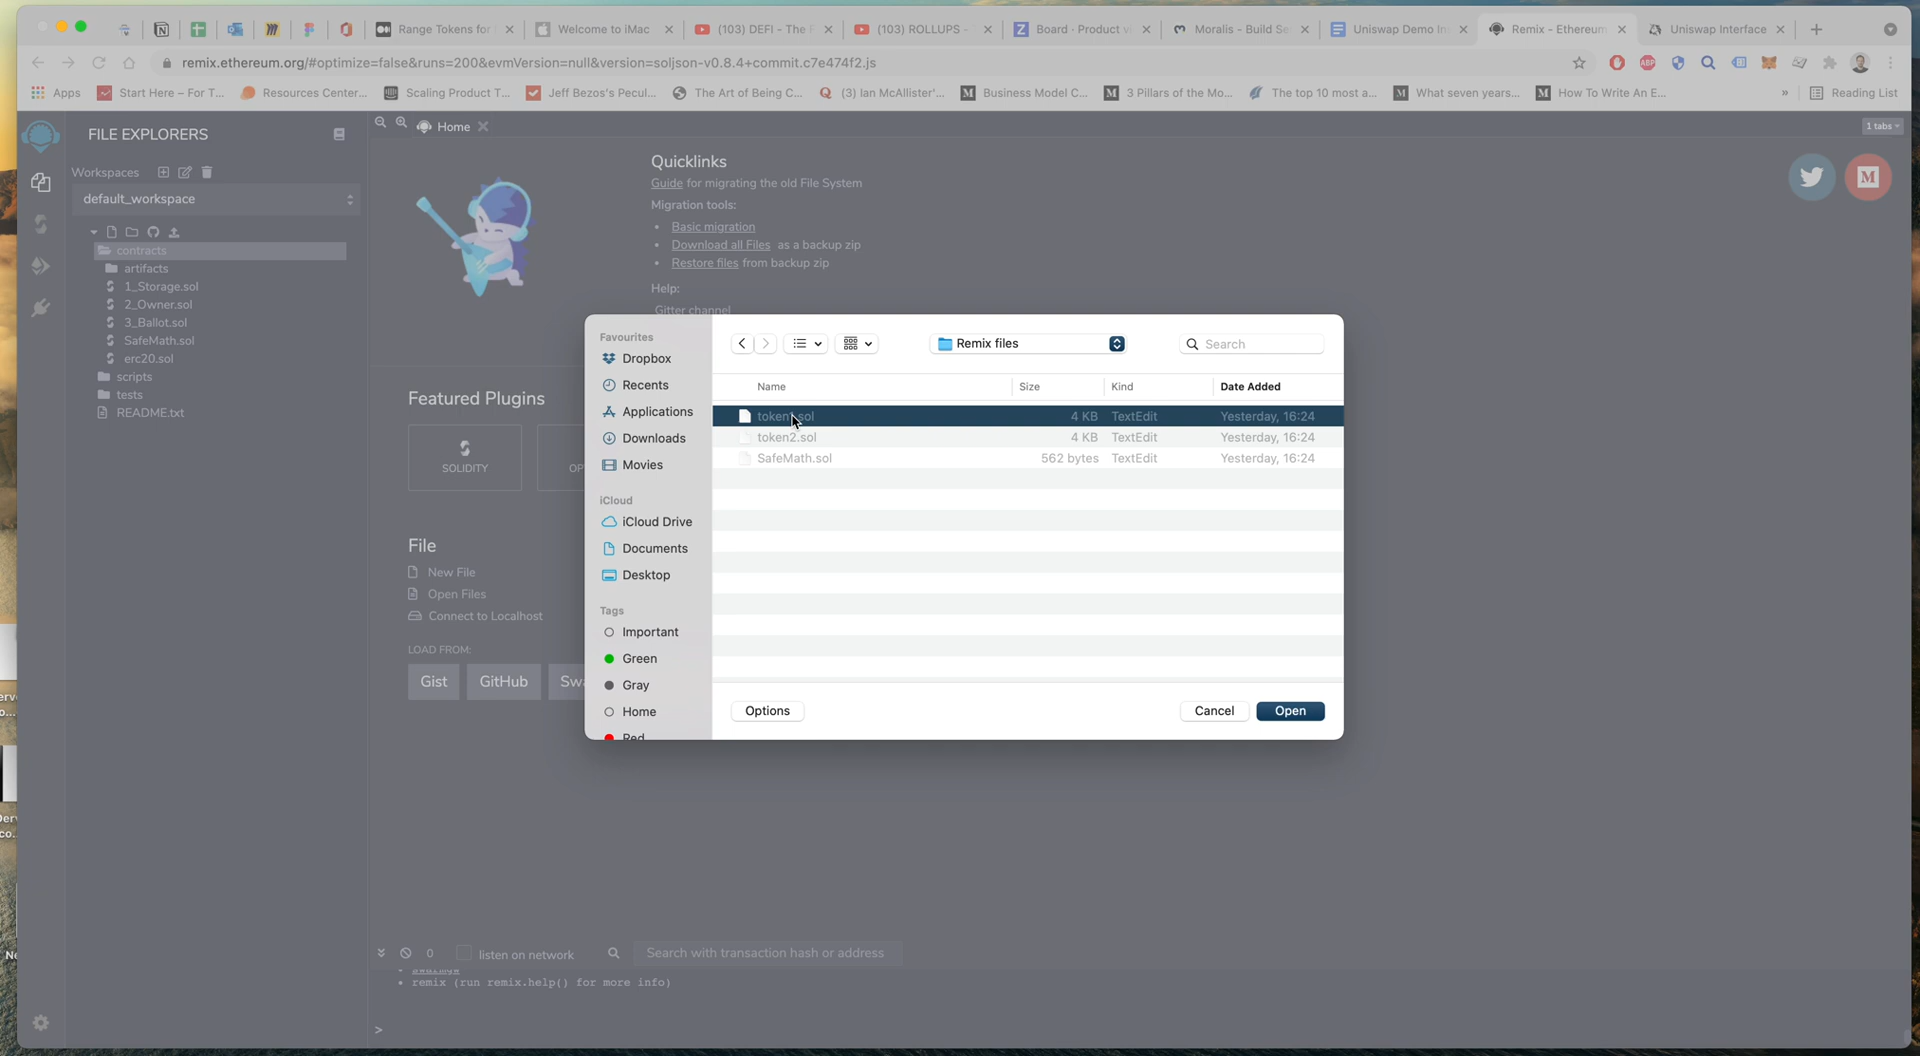 Range Tokens for
Welcome to iMac
(103) DEFI - The
(103) ROLLUPS -
Board · Product v
Moralis - Build Se
Uniswap Demo In
Remix - Ethereum
Uniswap Interface
remix.ethereum.org/#optimize=false&runs=200&evmVersion=null&version=soljson-v0.8.4+commit.c7e474f2.js
ABP
Apps
Start Here – For T...
Resources Center...
Scaling Product T...
Jeff Bezos's Pecul...
The Art of Being C...
(3) Ian McAllister'...
Business Model C...
3 Pillars of the Mo...
The top 10 most a...
What seven years...
How To Write An E...
»
Reading List
FILE EXPLORERS
Home
1 tabs
Workspaces
default_workspace
contracts
artifacts
1_Storage.sol
2_Owner.sol
3_Ballot.sol
SafeMath.sol
erc20.sol
scripts
tests
README.txt
Quicklinks
Guide for migrating the old File System
Migration tools:
• Basic migration
• Download all Files as a backup zip
• Restore files from backup zip
Help:
Gitter channel
Featured Plugins
SOLIDITY
OP
File
New File
Open Files
Connect to Localhost
LOAD FROM:
Gist
GitHub
Swa
Favourites
Dropbox
Recents
Applications
Downloads
Movies
iCloud
iCloud Drive
Documents
Desktop
Tags
Important
Green
Gray
Home
Red
Remix files
Search
Name Size Kind Date Added
token1.sol 4 KB TextEdit Yesterday, 16:24
token2.sol 4 KB TextEdit Yesterday, 16:24
SafeMath.sol 562 bytes TextEdit Yesterday, 16:24
Options
Cancel
Open
0
listen on network
Search with transaction hash or address
• swarmgw
• remix (run remix.help() for more info)
>